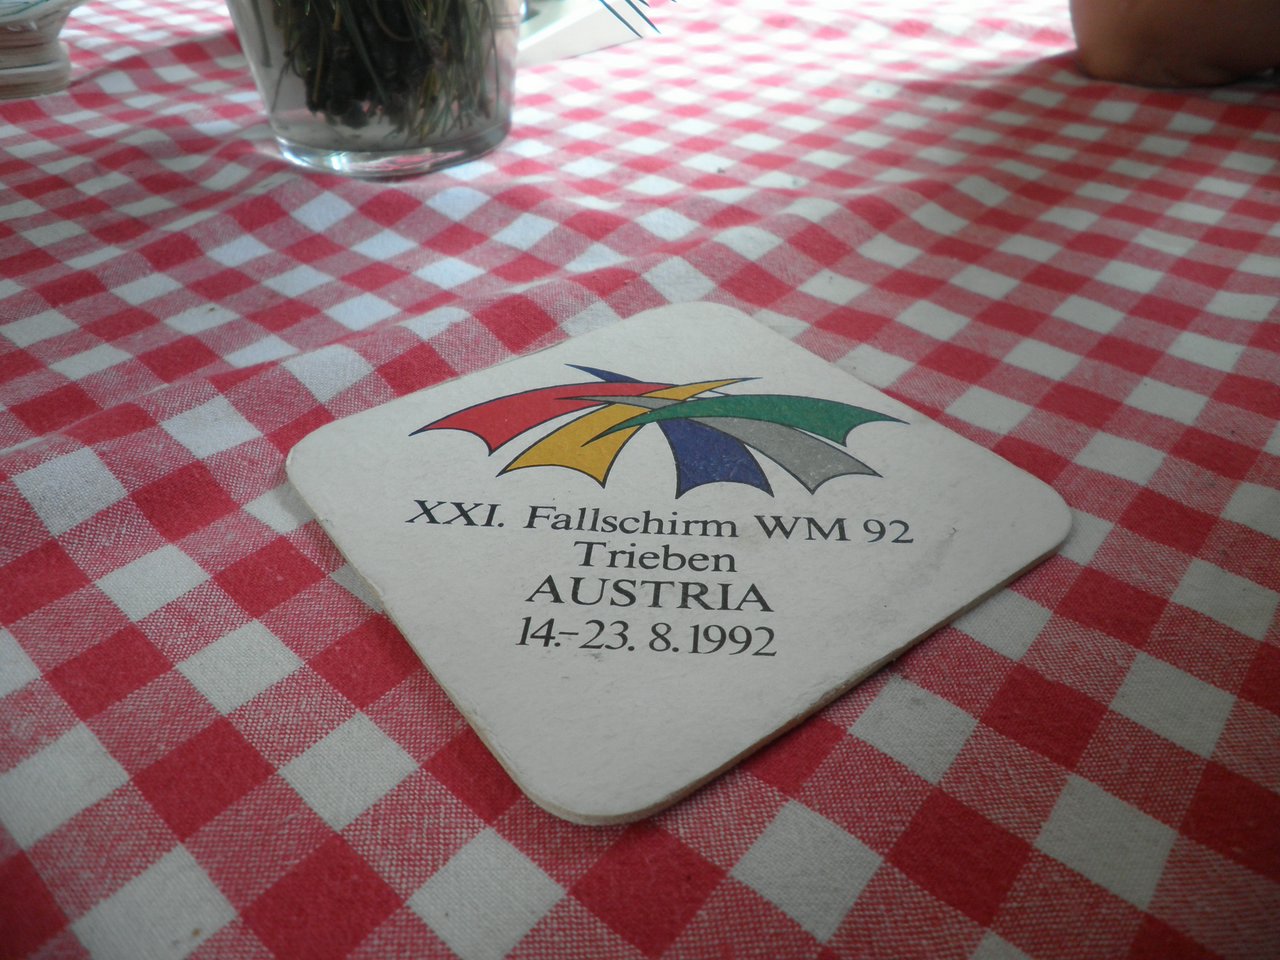 XXI. Fallschirm WM 92
Trieben
AUSTRIA
14.–23. 8. 1992